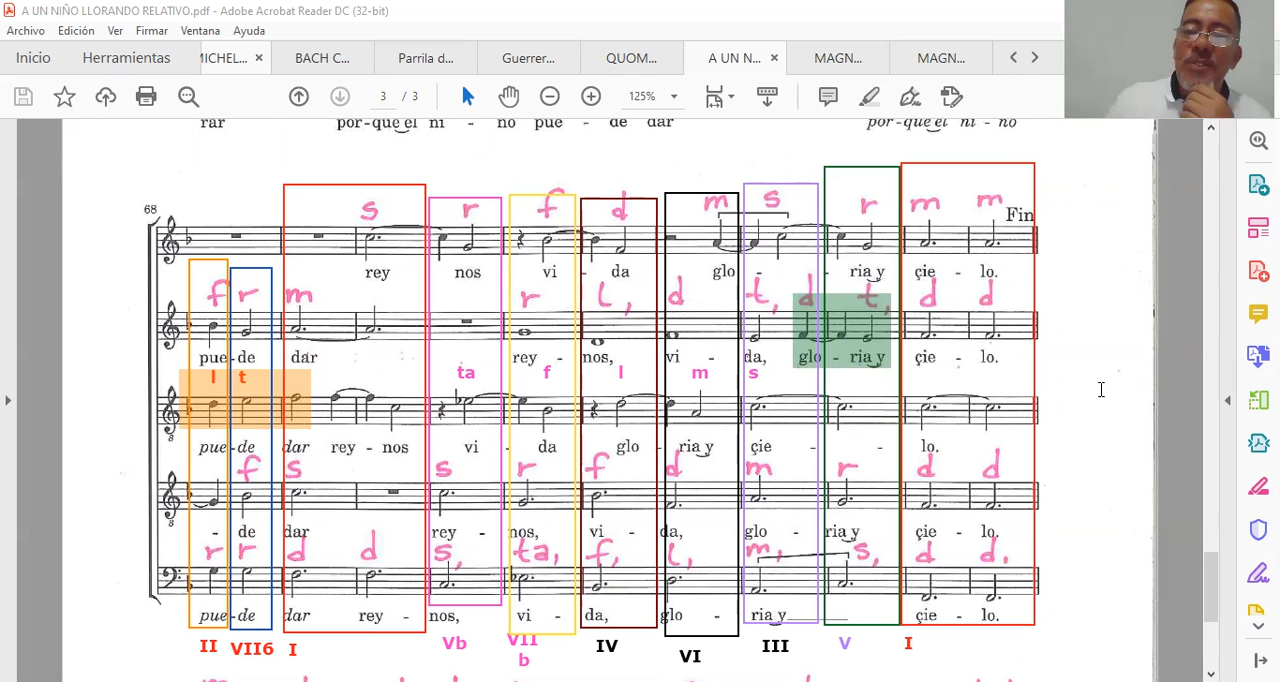 A UN NIÑO LLORANDO RELATIVO.pdf - Adobe Acrobat Reader DC (32-bit)
Archivo Edición Ver Firmar Ventana Ayuda
Inicio Herramientas MICHEL... × BACH C... Parrila d... Guerrer... QUOM... A UN N... × MAGN... MAGN...
3 / 3 125%
rar por-que el ni - no pue - de dar por-que el ni - no
68
s r f d m s r m m Fin
rey nos vi - da glo - - ria y çie - lo.
f r m r l, d t, d t, d d
pue-de dar rey - nos, vi - da, glo - ria y çie - lo.
l t ta f l m s
pue-de dar rey - nos vi - da glo - ria y çie - lo.
f s s r f d m r d d
- de dar rey - nos, vi - da, glo - ria y çie - lo.
r r d d s, ta, f, l, m, s, d d,
pue-de dar rey - nos, vi - da, glo - ria y çie - lo.
II VII6 I Vb VII b IV VI III V I